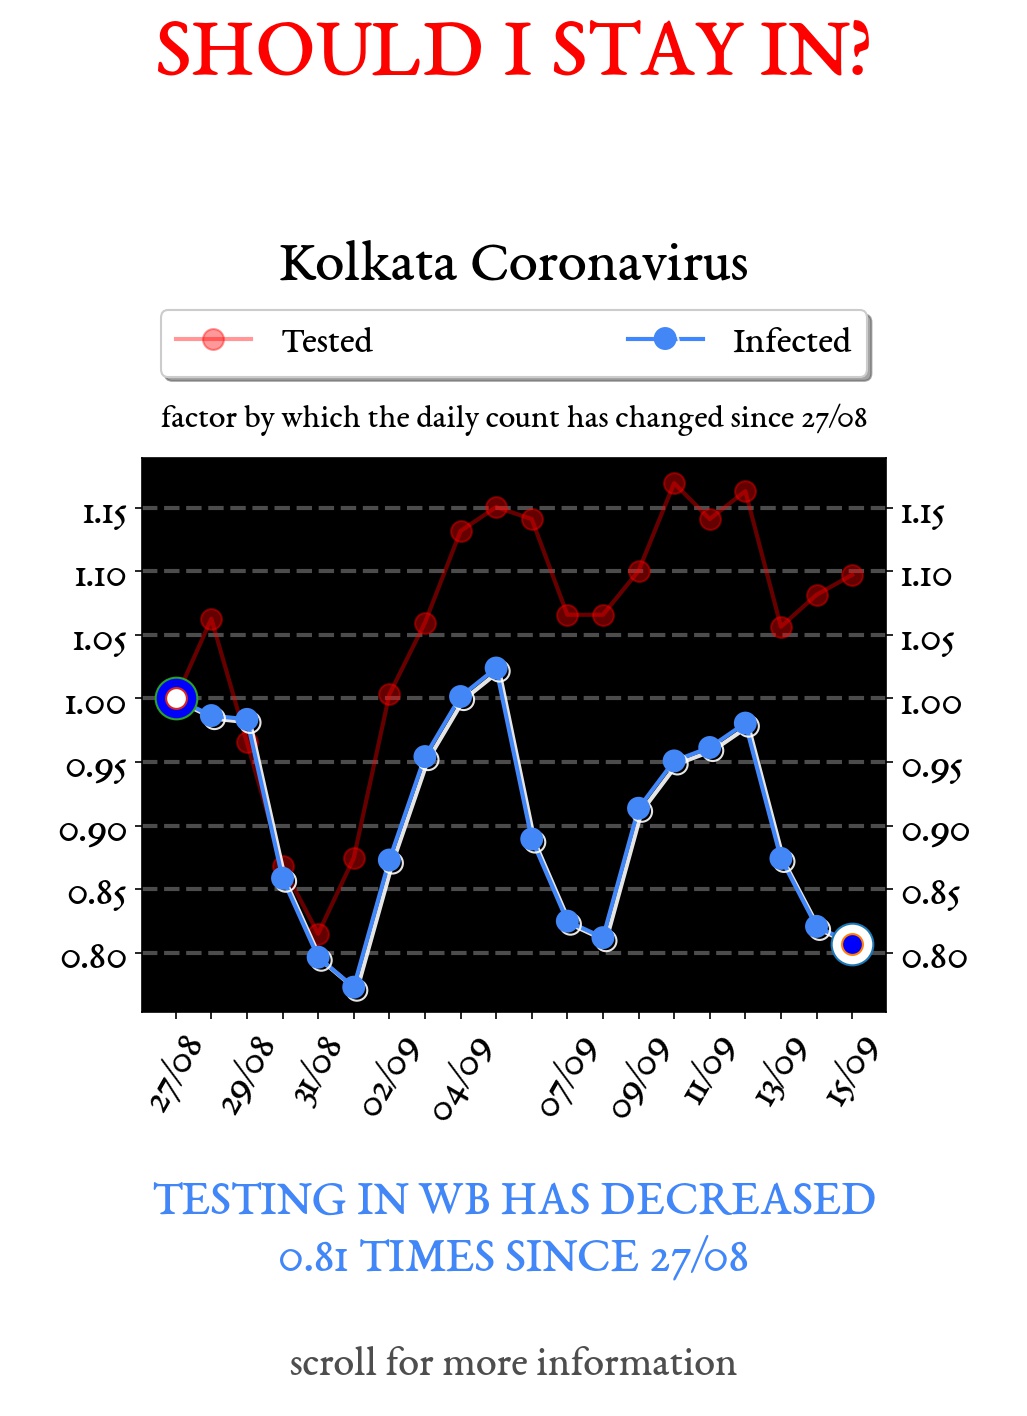 SHOULD I STAY IN?
Kolkata Coronavirus
Tested Infected
factor by which the daily count has changed since 27/08
1.15 1.15
1.10 1.10
1.05 1.05
1.00 1.00
0.95 0.95
0.90 0.90
0.85 0.85
0.80 0.80
27/08 29/08 31/08 02/09 04/09 07/09 09/09 11/09 13/09 15/09
TESTING IN WB HAS DECREASED
0.81 TIMES SINCE 27/08
scroll for more information